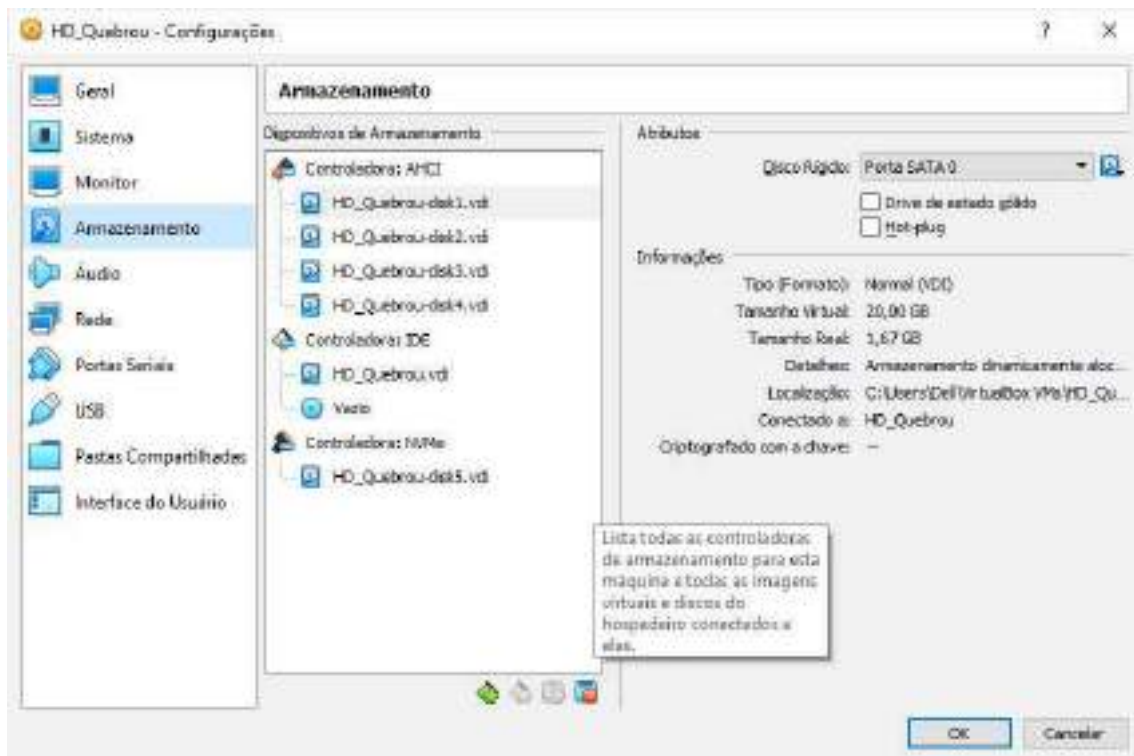 HD_Quebrou - Configurações
?
Geral
Sistema
Monitor
Armazenamento
Áudio
Rede
Portas Seriais
USB
Pastas Compartilhadas
Interface do Usuário
Armazenamento
Dispositivos de Armazenamento
Controladora: AHCI
HD_Quebrou-disk1.vdi
HD_Quebrou-disk2.vdi
HD_Quebrou-disk3.vdi
HD_Quebrou-disk4.vdi
Controladora: IDE
HD_Quebrou.vdi
Vazio
Controladora: NVMe
HD_Quebrou-disk5.vdi
Atributos
Disco Rígido: Porta SATA 0
Drive de estado sólido
Hot-plug
Informações
Tipo (Formato): Normal (VDI)
Tamanho Virtual: 20,00 GB
Tamanho Real: 1,67 GB
Detalhes: Armazenamento dinamicamente aloc...
Localização: C:\Users\Dell\VirtualBox VMs\HD_Qu...
Conectado a: HD_Quebrou
Criptografado com a chave: --
Lista todas as controladoras
de armazenamento para esta
máquina e todas as imagens
virtuais e discos do
hospedeiro conectados a
elas.
OK
Cancelar